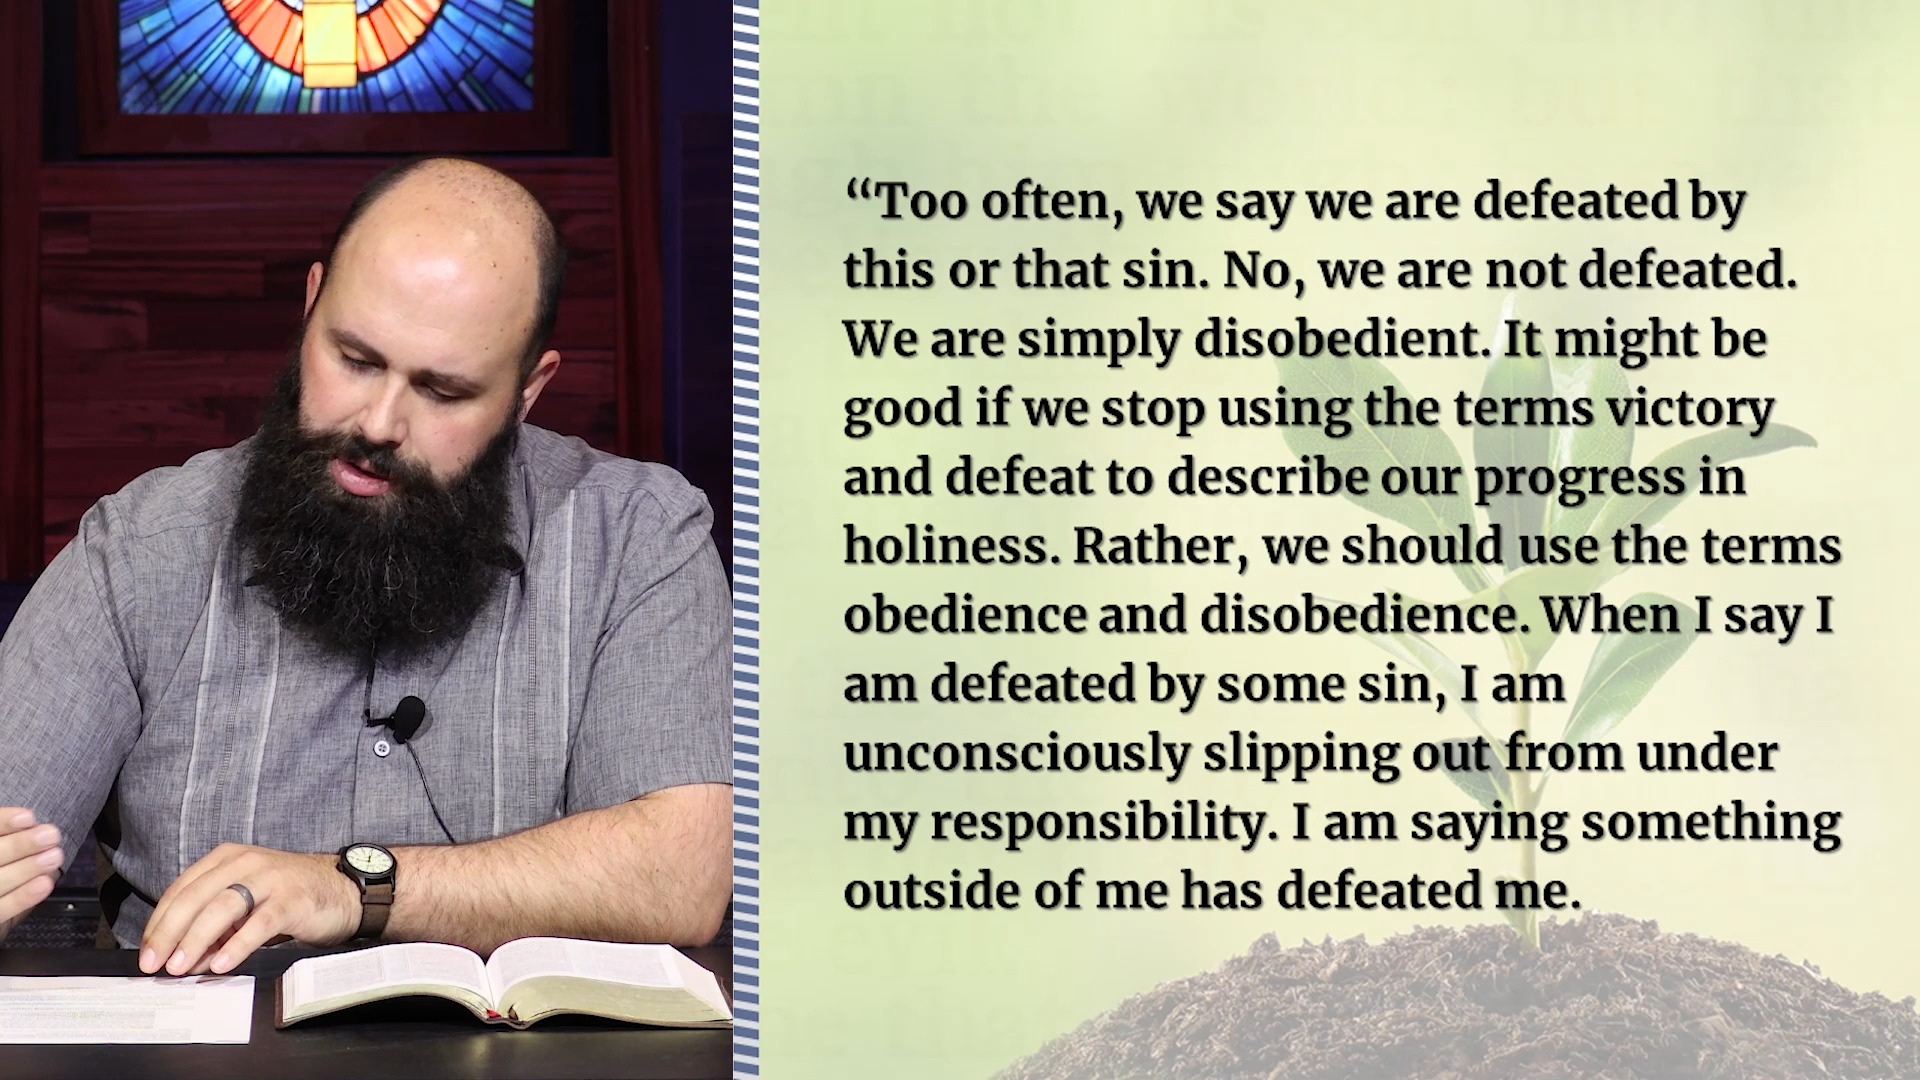 “Too often, we say we are defeated by
this or that sin. No, we are not defeated.
We are simply disobedient. It might be
good if we stop using the terms victory
and defeat to describe our progress in
holiness. Rather, we should use the terms
obedience and disobedience. When I say I
am defeated by some sin, I am
unconsciously slipping out from under
my responsibility. I am saying something
outside of me has defeated me.